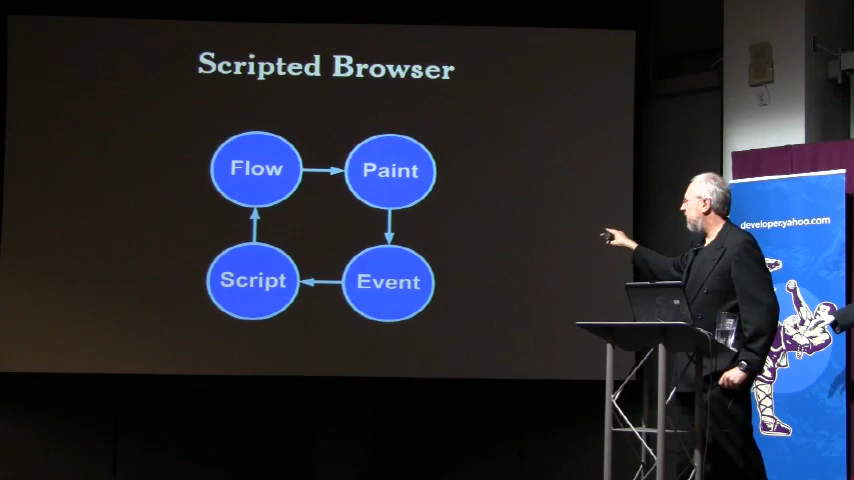 Scripted Browser
Flow
Paint
Script
Event
developer.yahoo.com